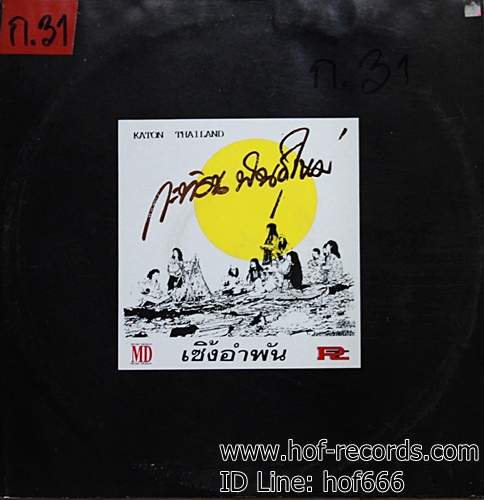 ก.31
ก.31
KATON THAILAND
กะท้อน พันธุ์ใหม่
MD
เซิ้งอำพัน
www.hof-records.com
ID Line: hof666